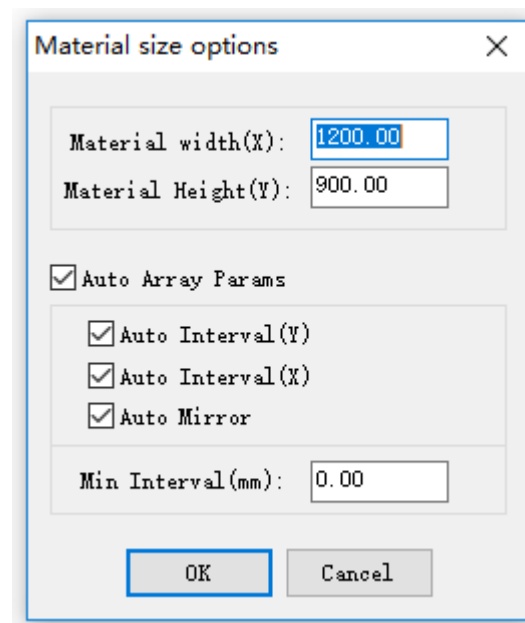 Material size options
Material width(X): 1200.00
Material Height(Y): 900.00
Auto Array Params
Auto Interval(Y)
Auto Interval(X)
Auto Mirror
Min Interval(mm): 0.00
OK Cancel